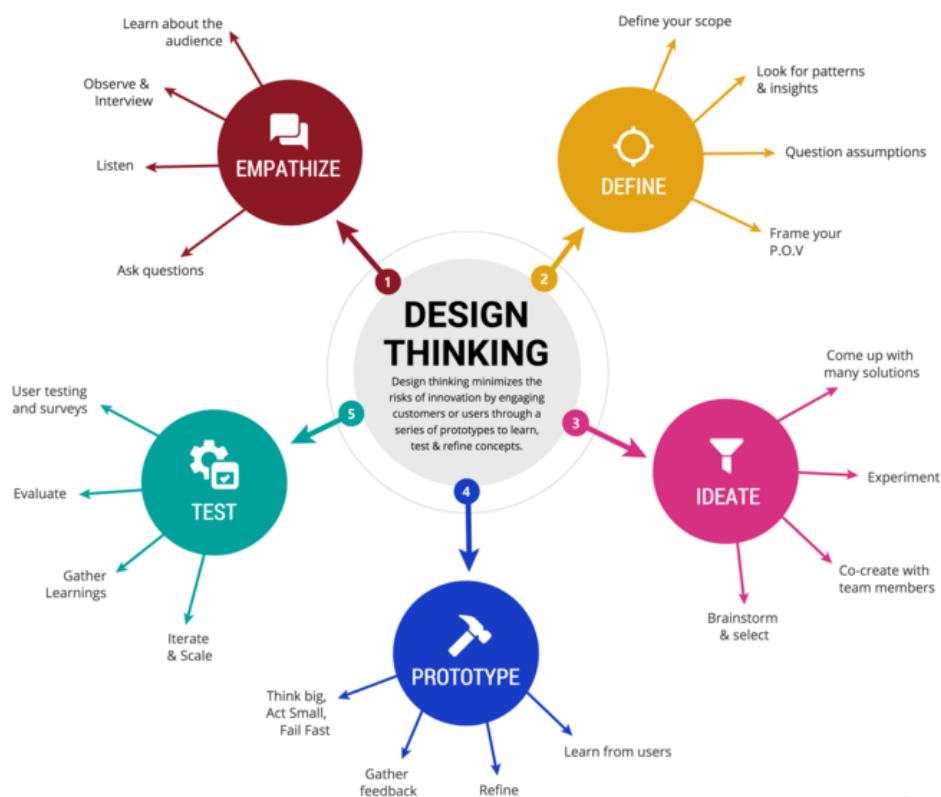 DESIGN
THINKING
Design thinking minimizes the
risks of innovation by engaging
customers or users through a
series of prototypes to learn,
test & refine concepts.
1
EMPATHIZE
Learn about the
audience
Observe &
Interview
Listen
Ask questions
2
DEFINE
Define your scope
Look for patterns
& insights
Question assumptions
Frame your
P.O.V
3
IDEATE
Come up with
many solutions
Experiment
Co-create with
team members
Brainstorm
& select
4
PROTOTYPE
Learn from users
Refine
Gather
feedback
Think big,
Act Small,
Fail Fast
5
TEST
User testing
and surveys
Evaluate
Gather
Learnings
Iterate
& Scale